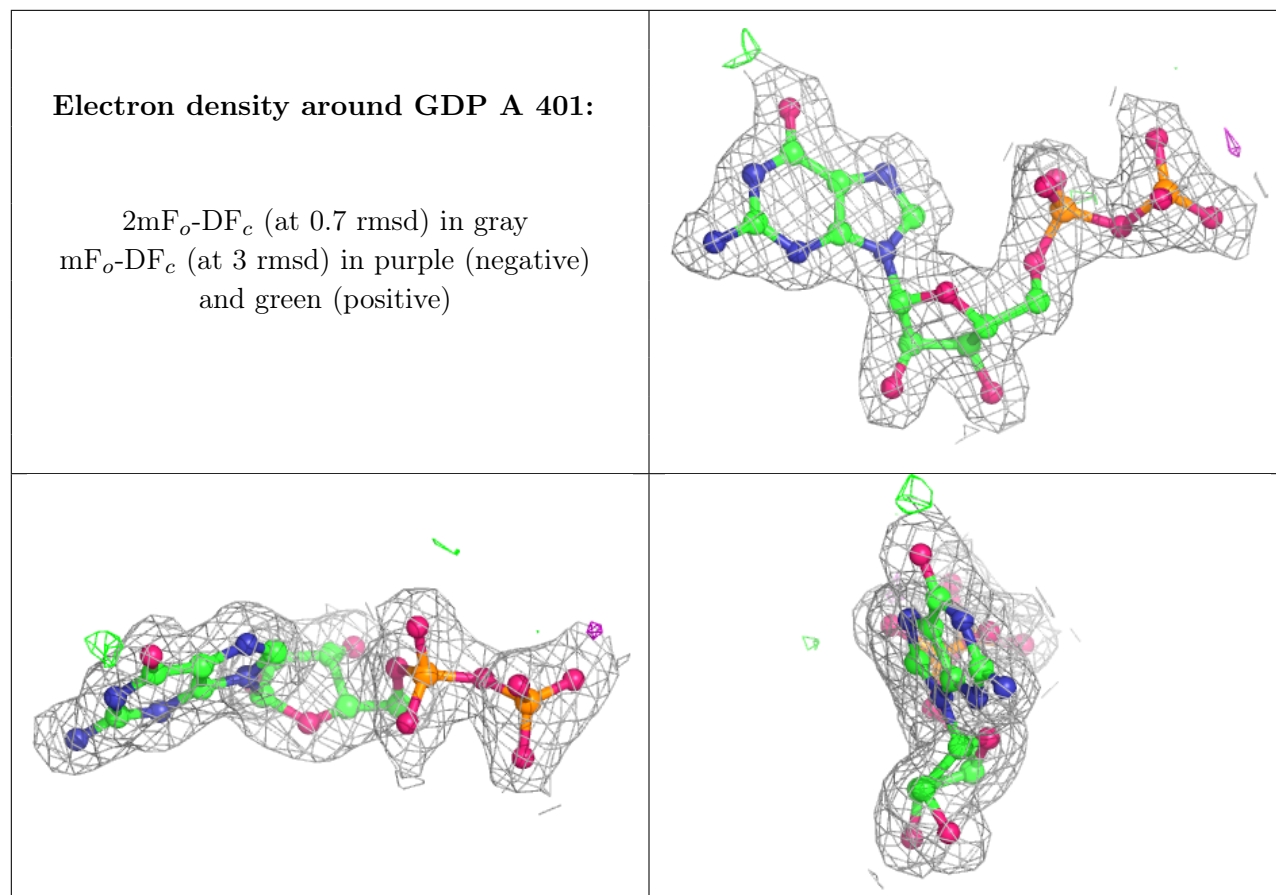 Electron density around GDP A 401:
2mFₒ-DF𝒸 (at 0.7 rmsd) in gray
mFₒ-DF𝒸 (at 3 rmsd) in purple (negative)
and green (positive)